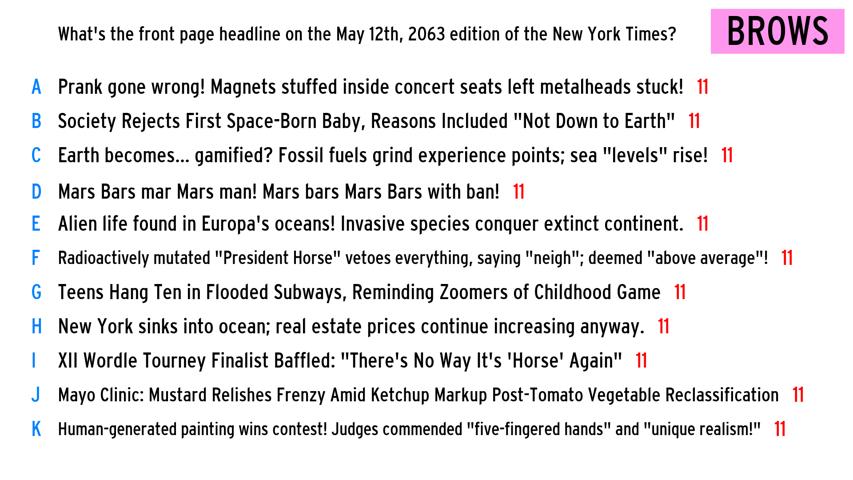 What's the front page headline on the May 12th, 2063 edition of the New York Times?
BROWS
A Prank gone wrong! Magnets stuffed inside concert seats left metalheads stuck! 11
B Society Rejects First Space-Born Baby, Reasons Included "Not Down to Earth" 11
C Earth becomes... gamified? Fossil fuels grind experience points; sea "levels" rise! 11
D Mars Bars mar Mars man! Mars bars Mars Bars with ban! 11
E Alien life found in Europa's oceans! Invasive species conquer extinct continent. 11
F Radioactively mutated "President Horse" vetoes everything, saying "neigh"; deemed "above average"! 11
G Teens Hang Ten in Flooded Subways, Reminding Zoomers of Childhood Game 11
H New York sinks into ocean; real estate prices continue increasing anyway. 11
I XII Wordle Tourney Finalist Baffled: "There's No Way It's 'Horse' Again" 11
J Mayo Clinic: Mustard Relishes Frenzy Amid Ketchup Markup Post-Tomato Vegetable Reclassification 11
K Human-generated painting wins contest! Judges commended "five-fingered hands" and "unique realism!" 11